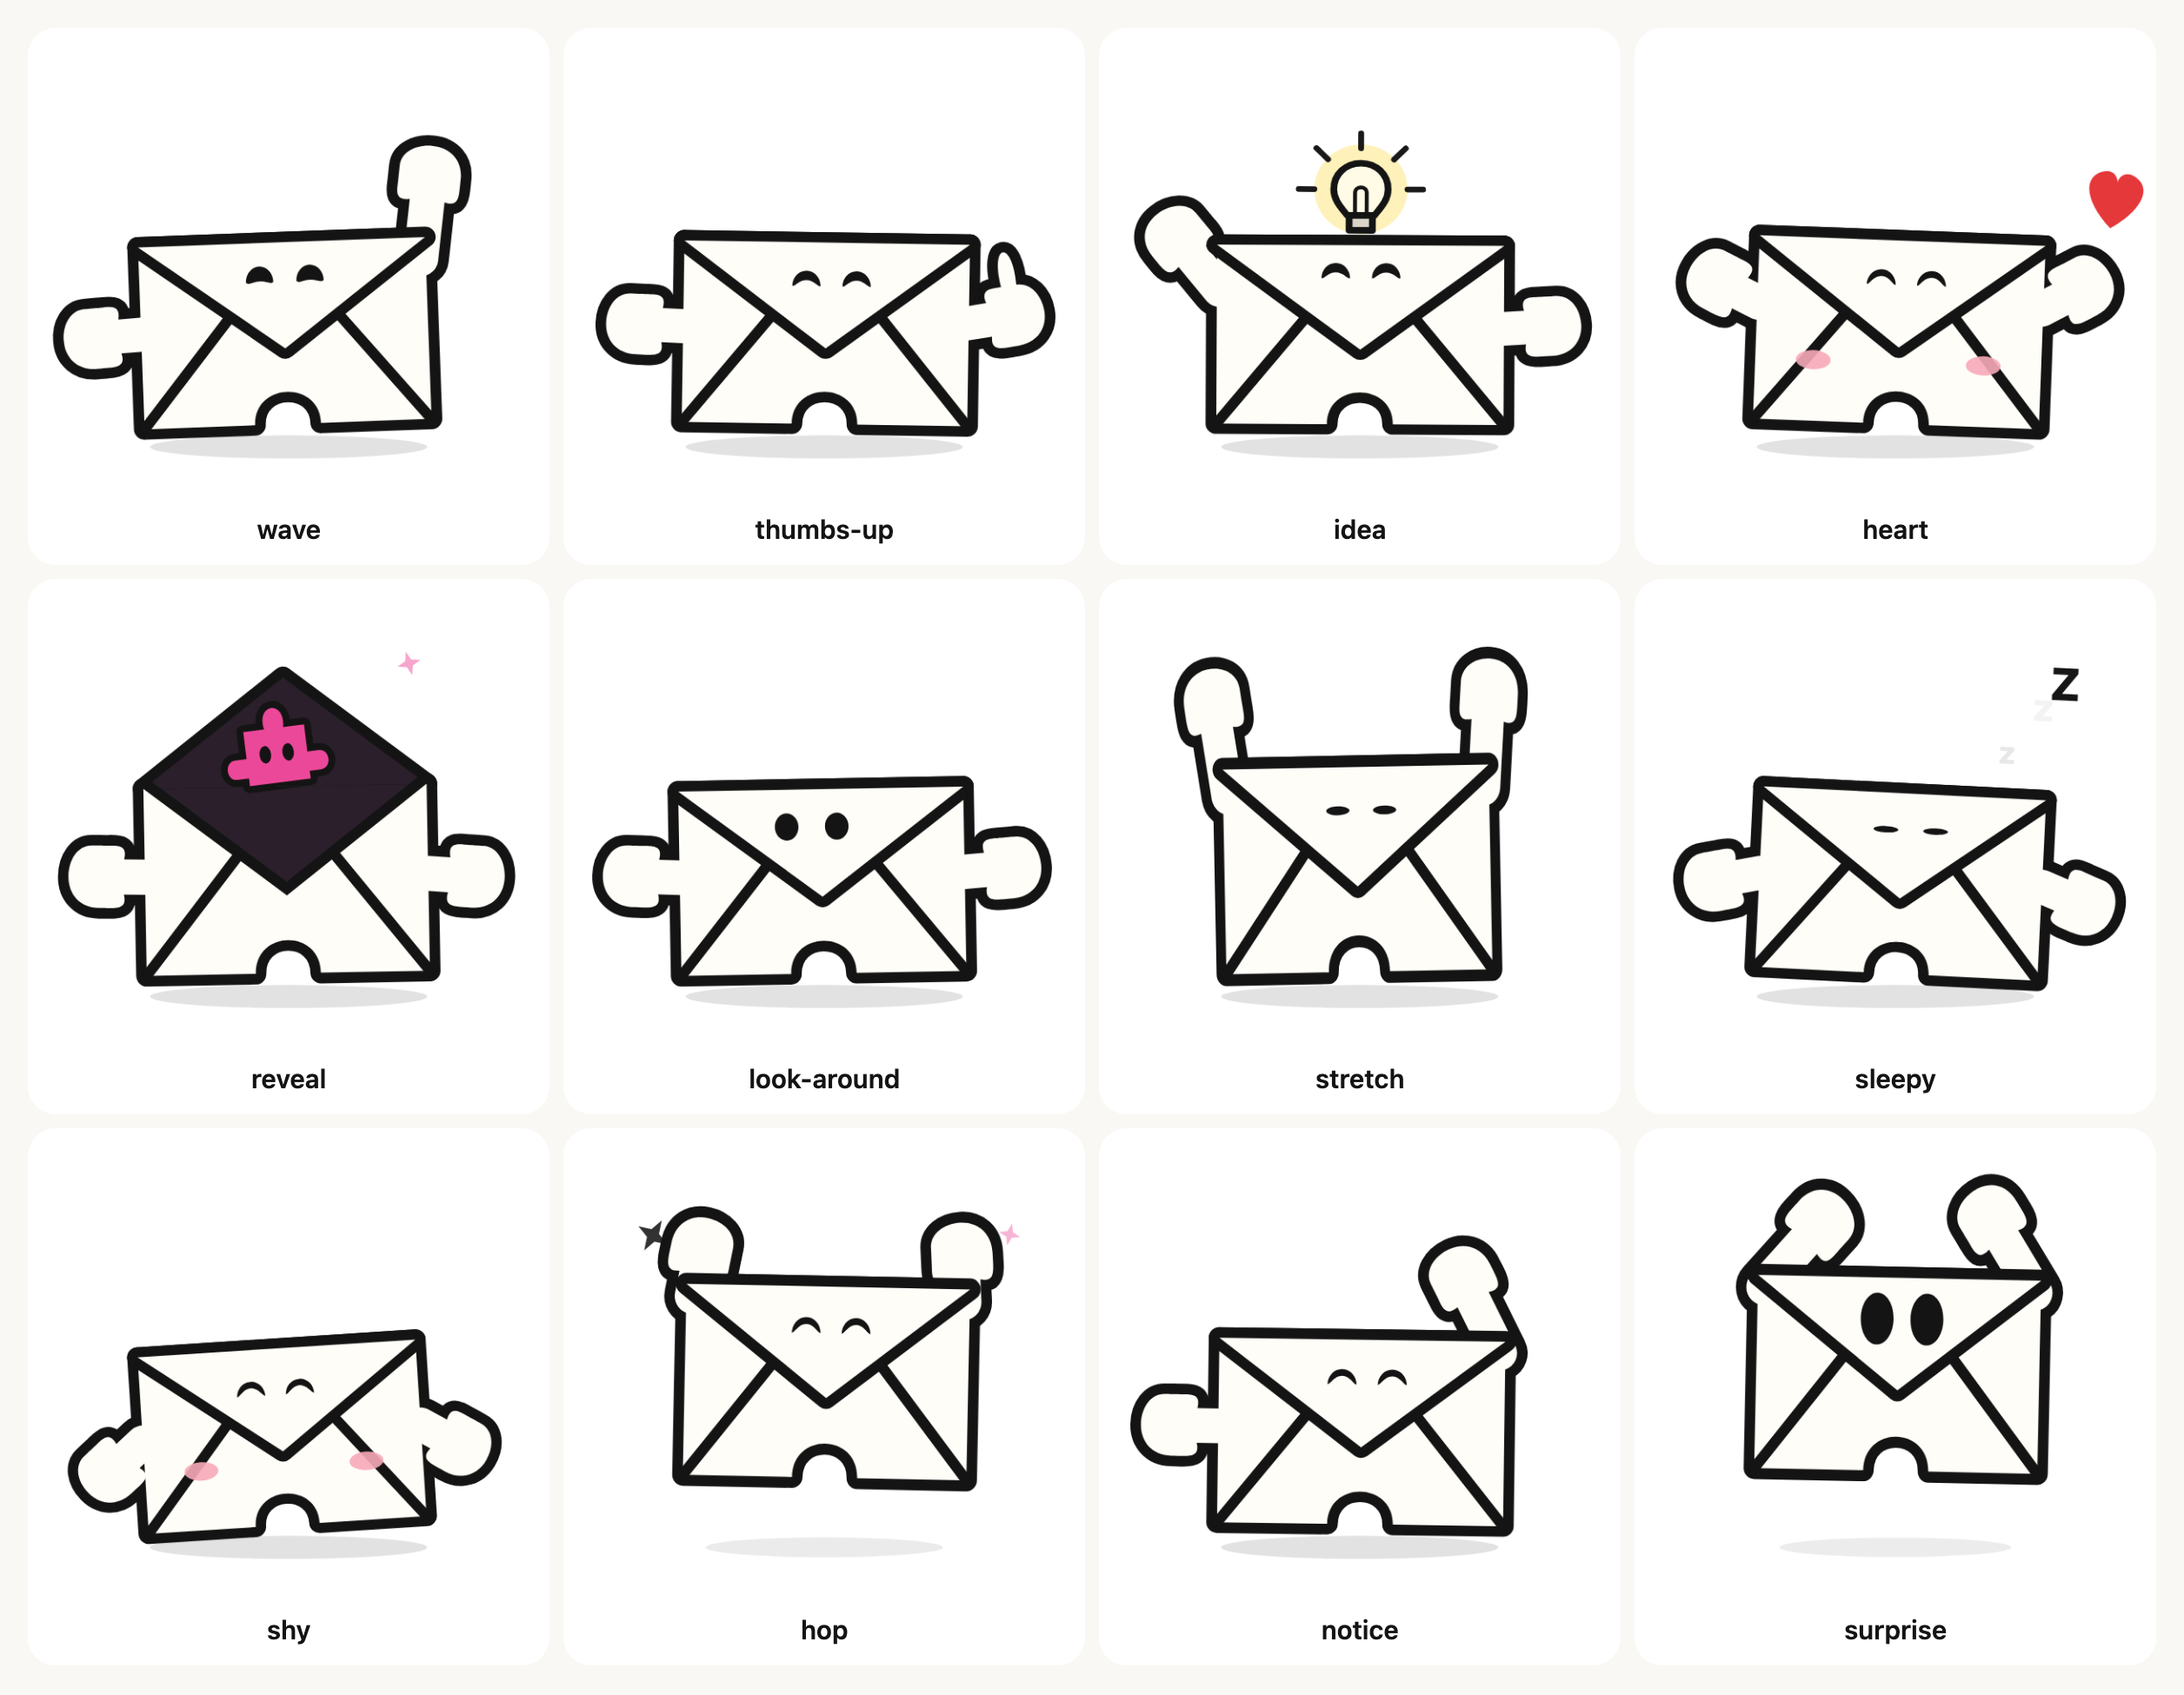 wave
thumbs-up
idea
heart
z
z
z
reveal
look-around
stretch
sleepy
shy
hop
notice
surprise